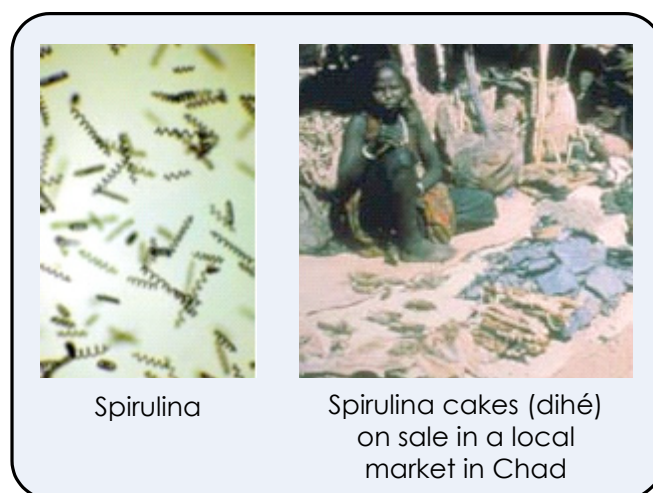 Spirulina
Spirulina cakes (dihé)
on sale in a local
market in Chad